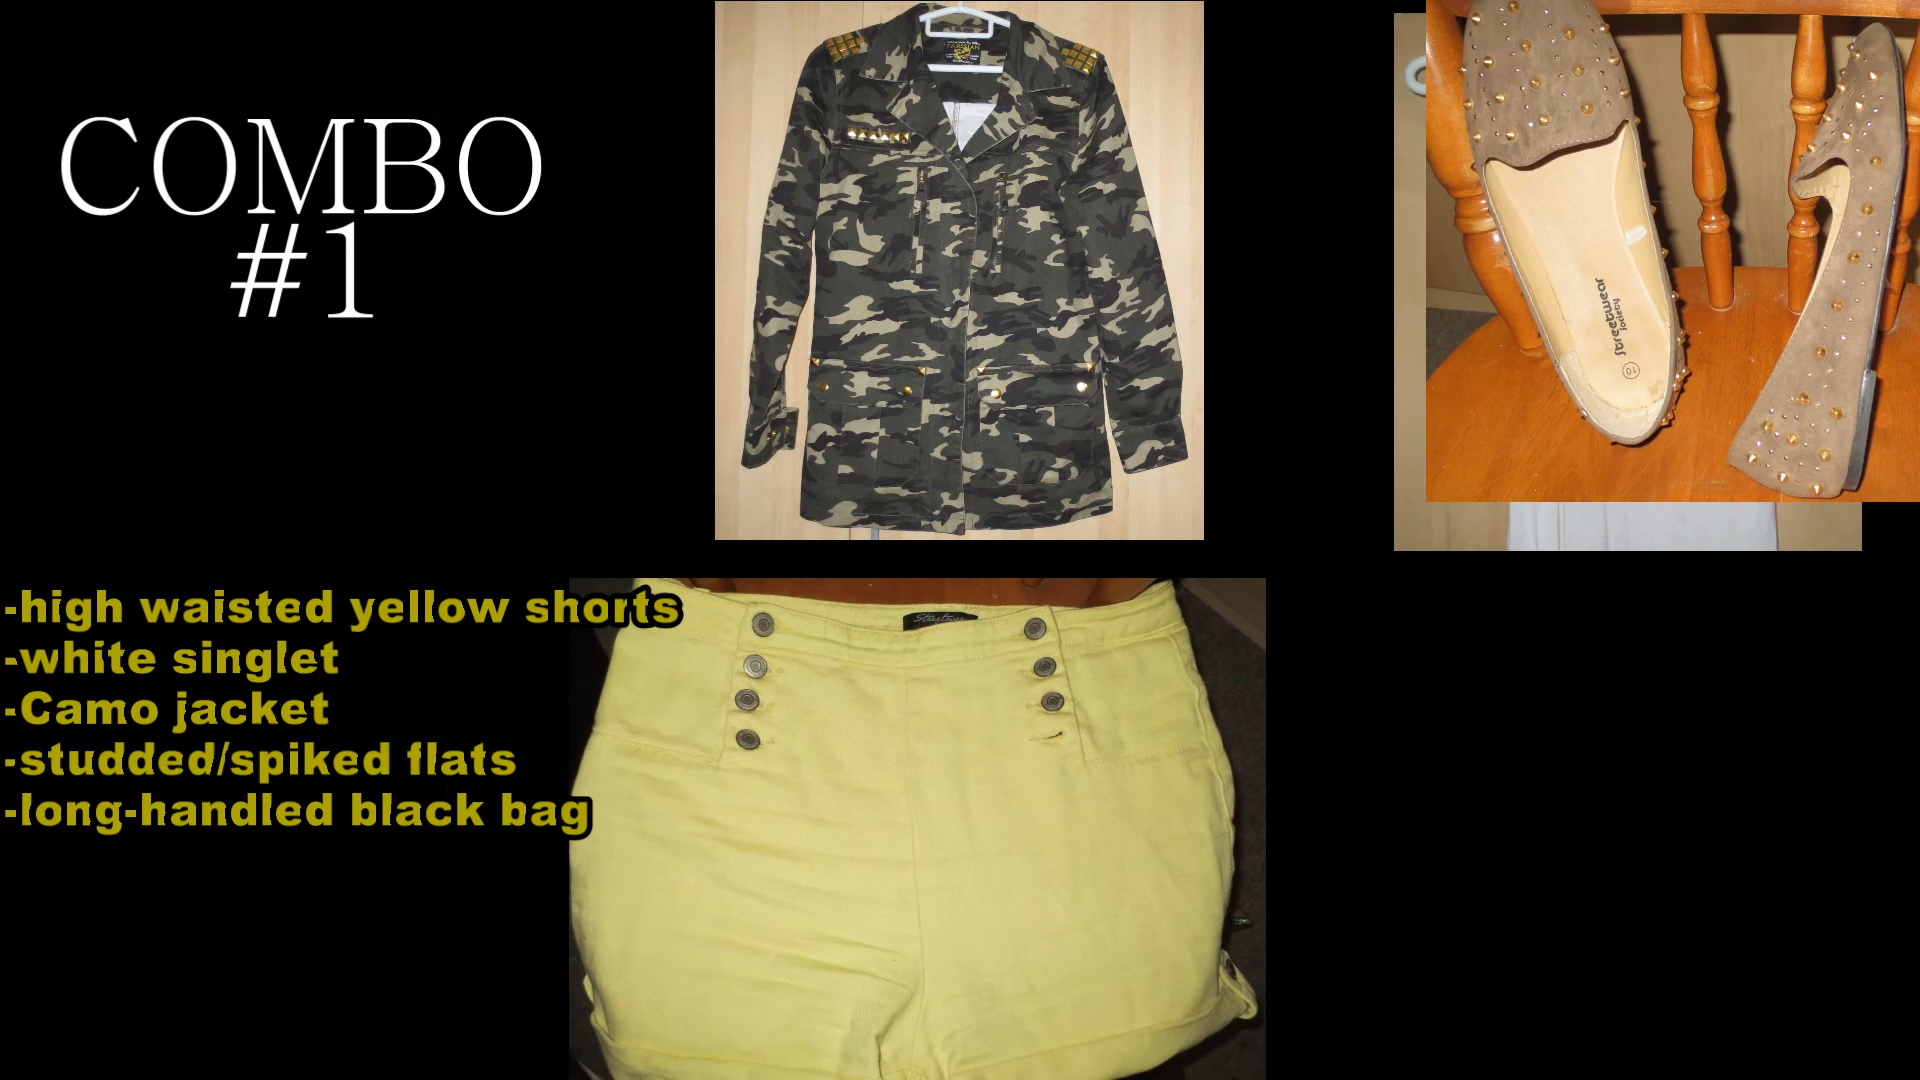 COMBO
#1
PARISIAN
streetwear
society
10
-high waisted yellow shorts
-white singlet
-Camo jacket
-studded/spiked flats
-long-handled black bag